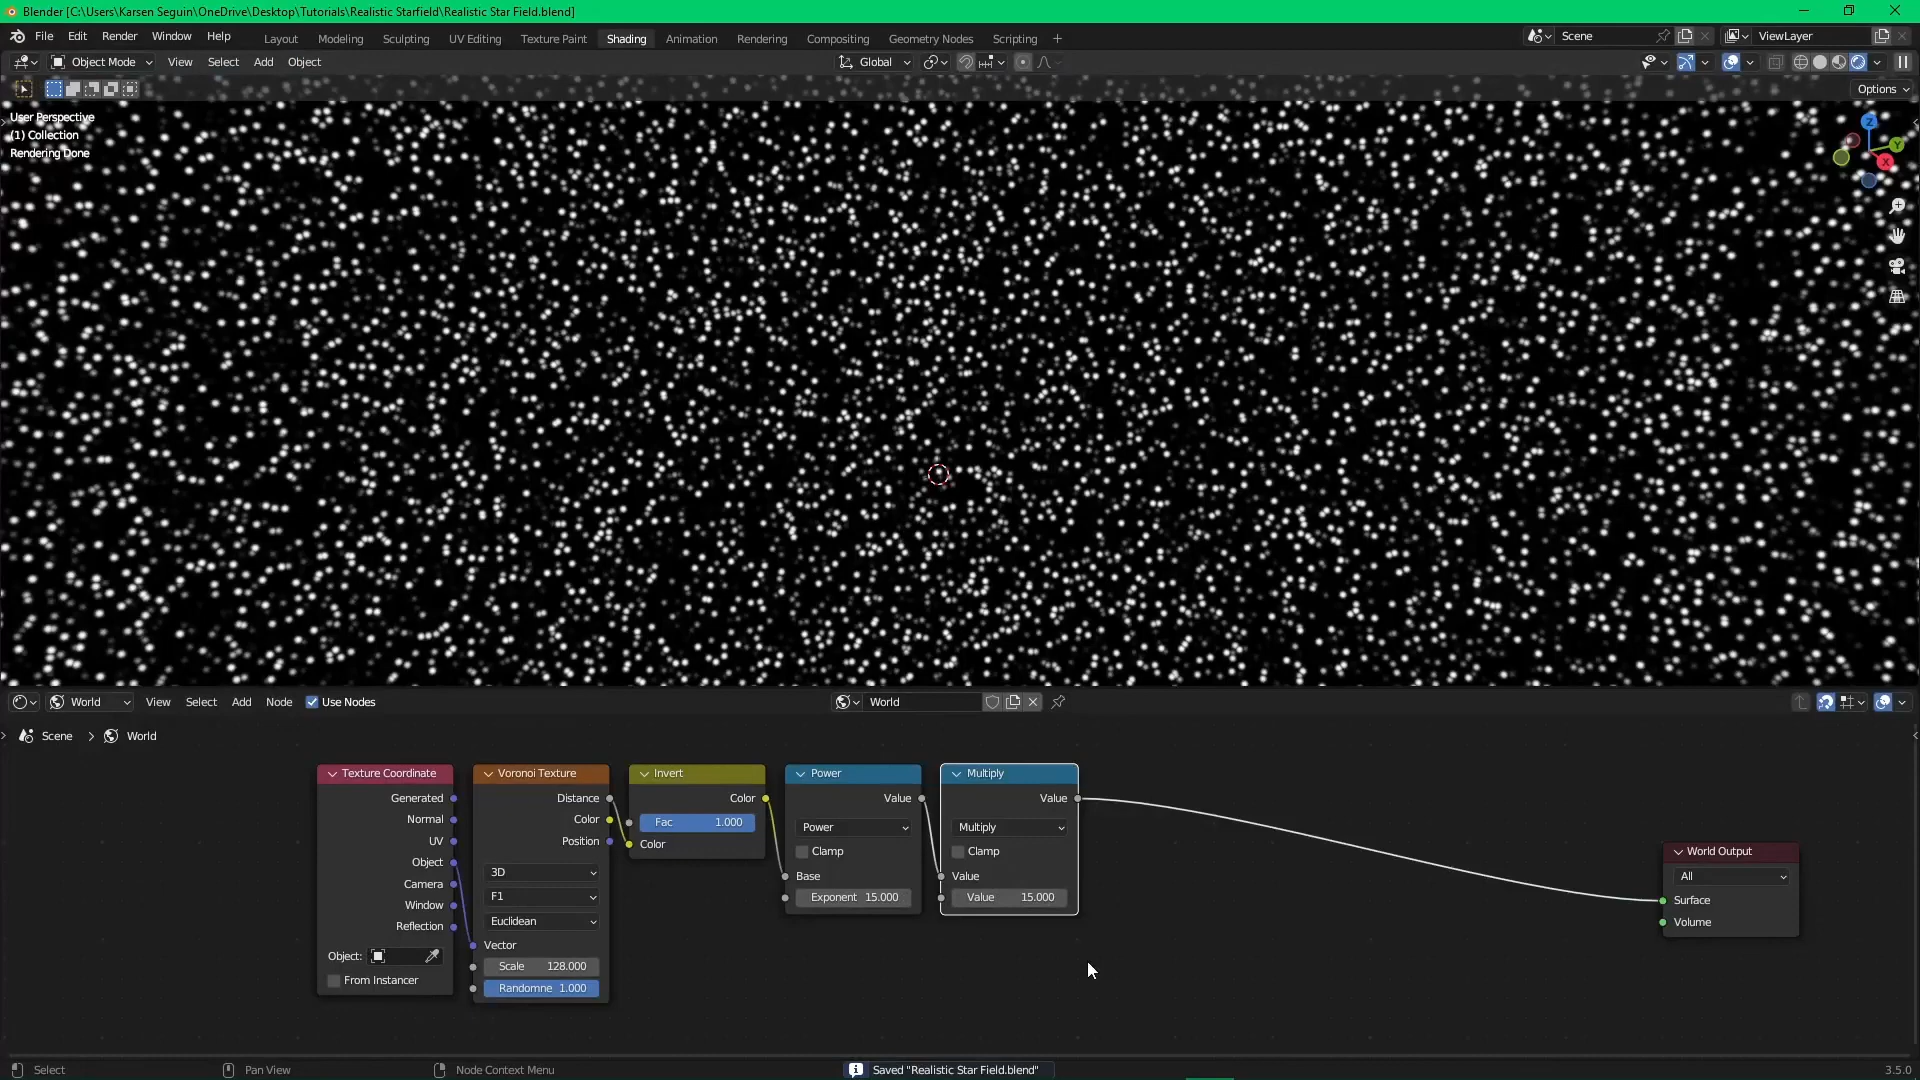 Blender [C:\Users\Karsen Seguin\OneDrive\Desktop\Tutorials\Realistic Starfield\Realistic Star Field.blend]
File Edit Render Window Help Layout Modeling Sculpting UV Editing Texture Paint Shading Animation Rendering Compositing Geometry Nodes Scripting + Scene ViewLayer
Object Mode View Select Add Object Global
Options
User Perspective
(1) Collection
Rendering Done
Z
Y
X
World View Select Add Node Use Nodes World
Scene > World
Texture Coordinate
Generated
Normal
UV
Object
Camera
Window
Reflection
Object:
From Instancer
Voronoi Texture
Distance
Color
Position
3D
F1
Euclidean
Vector
Scale 128.000
Randomne 1.000
Invert
Color
Fac 1.000
Color
Power
Value
Power
Clamp
Base
Exponent 15.000
Multiply
Value
Multiply
Clamp
Value
Value 15.000
World Output
All
Surface
Volume
Select Pan View Node Context Menu Saved "Realistic Star Field.blend" 3.5.0